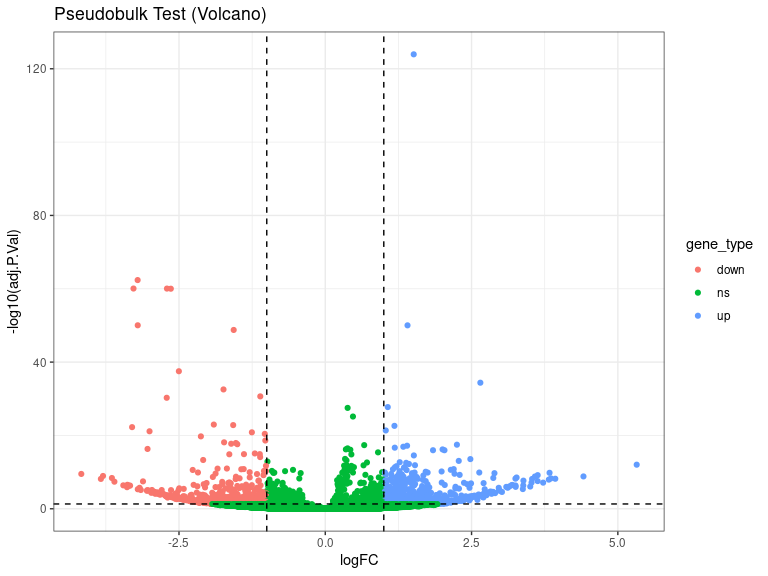 Pseudobulk Test (Volcano)
120
80
40
0
-log10(adj.P.Val)
-2.5
0.0
2.5
5.0
logFC
gene_type
down
ns
up